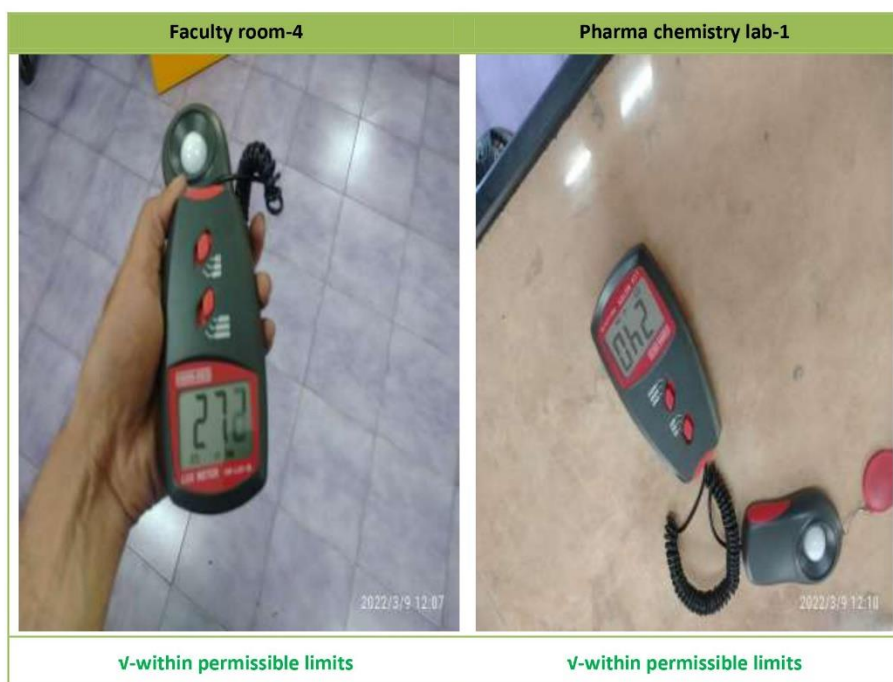 Faculty room-4
Pharma chemistry lab-1
272
LUX METER
240
2022/3/9 12:07
2022/3/9 12:10
√-within permissible limits
√-within permissible limits